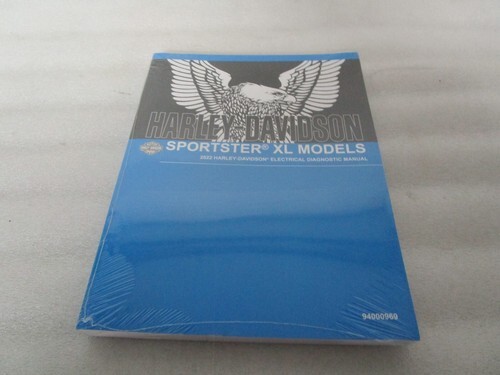 HARLEY-DAVIDSON
SPORTSTER® XL MODELS
2022 HARLEY-DAVIDSON® ELECTRICAL DIAGNOSTIC MANUAL
94000969